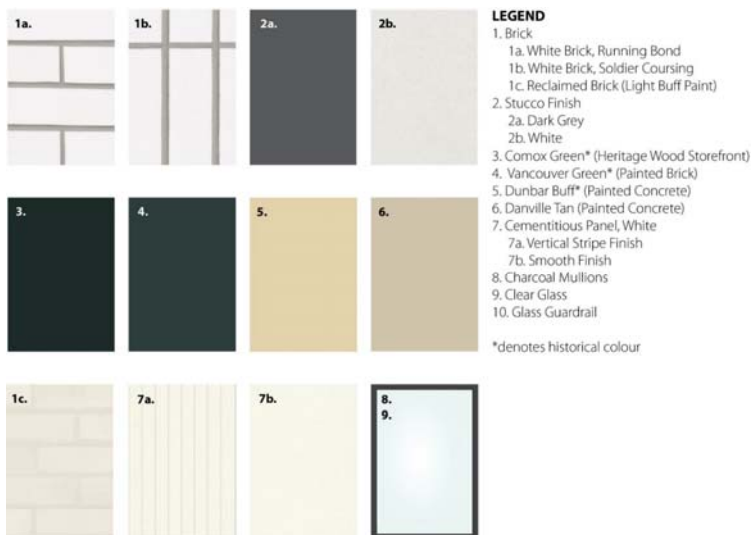 1a.
1b.
2a.
2b.
3.
4.
5.
6.
1c.
7a.
7b.
8.
9.
LEGEND
1. Brick
1a. White Brick, Running Bond
1b. White Brick, Soldier Coursing
1c. Reclaimed Brick (Light Buff Paint)
2. Stucco Finish
2a. Dark Grey
2b. White
3. Comox Green* (Heritage Wood Storefront)
4. Vancouver Green* (Painted Brick)
5. Dunbar Buff* (Painted Concrete)
6. Danville Tan (Painted Concrete)
7. Cementitious Panel, White
7a. Vertical Stripe Finish
7b. Smooth Finish
8. Charcoal Mullions
9. Clear Glass
10. Glass Guardrail
*denotes historical colour